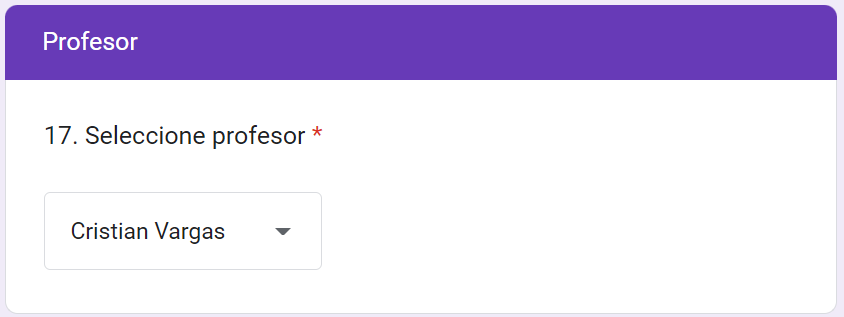 Profesor
17. Seleccione profesor *
Cristian Vargas